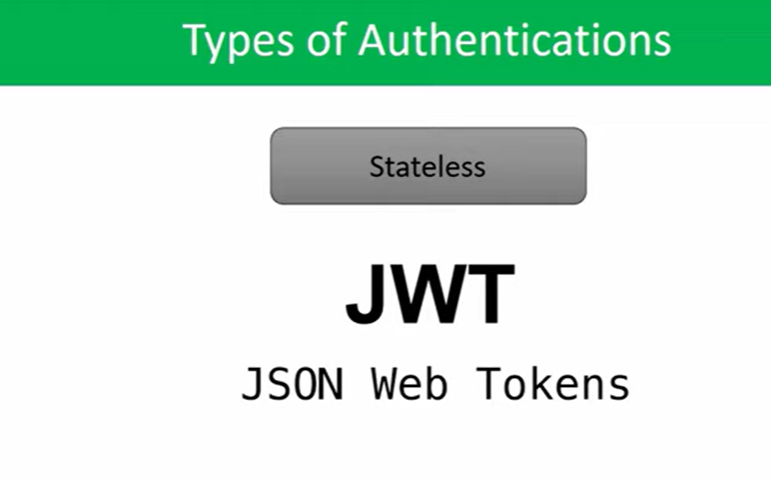 Types of Authentications
Stateless
JWT
JSON Web Tokens